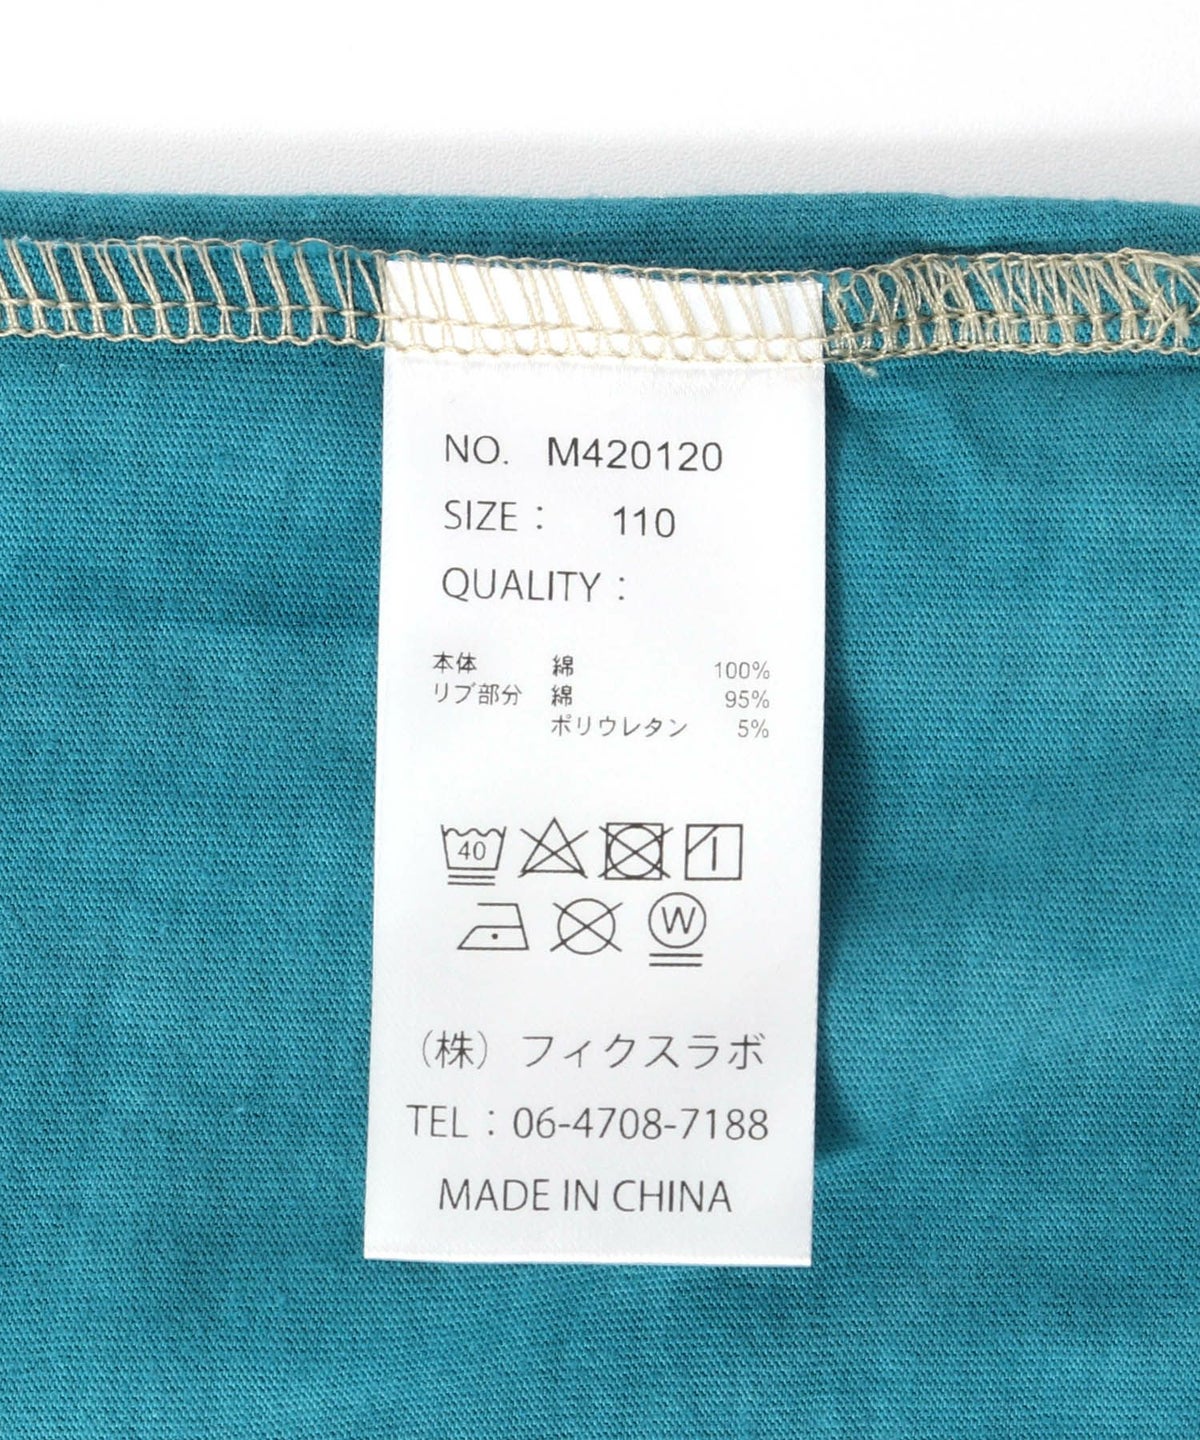 NO. M420120
SIZE : 110
QUALITY :
本体 綿 100%
リブ部分 綿 95%
ポリウレタン 5%
40
W
(株) フィクスラボ
TEL : 06-4708-7188
MADE IN CHINA